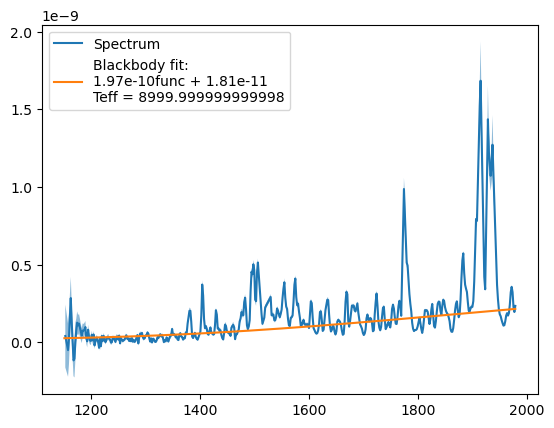 1e−9
2.0
1.5
1.0
0.5
0.0
Spectrum
Blackbody fit:
1.97e-10func + 1.81e-11
Teff = 8999.999999999998
1200 1400 1600 1800 2000